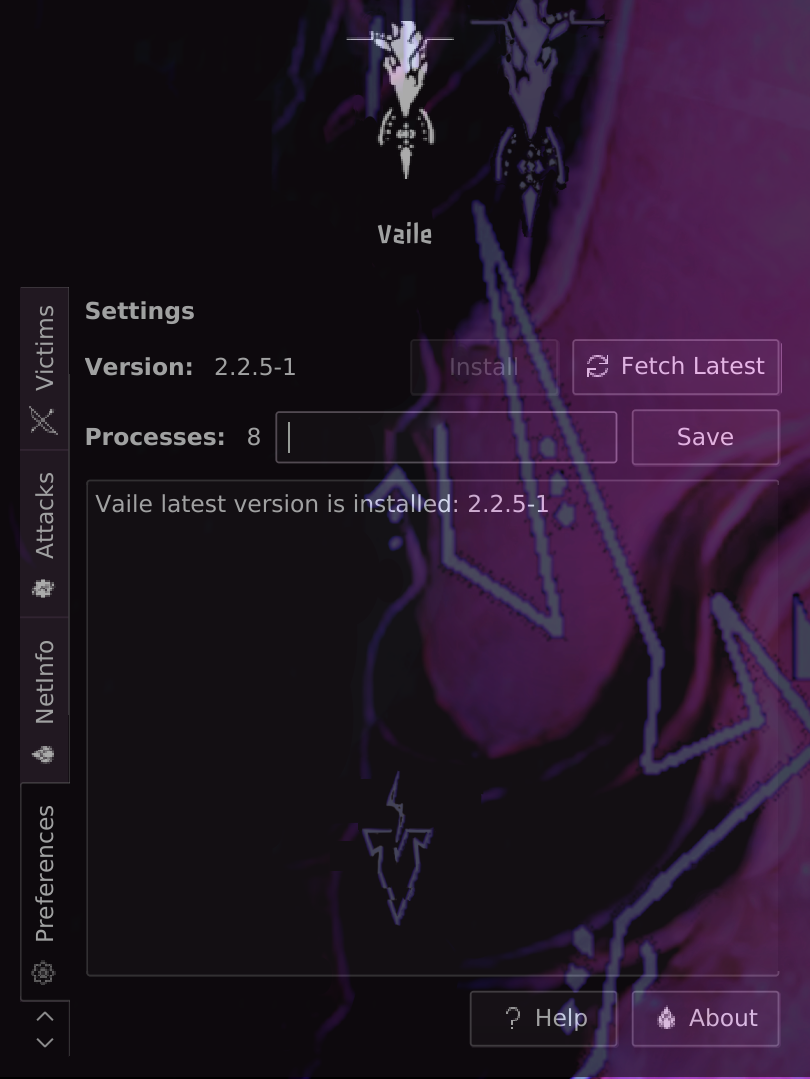 Vaile
Victims
Attacks
NetInfo
Preferences
Settings
Version: 2.2.5-1 Install Fetch Latest
Processes: 8 Save
Vaile latest version is installed: 2.2.5-1
? Help About